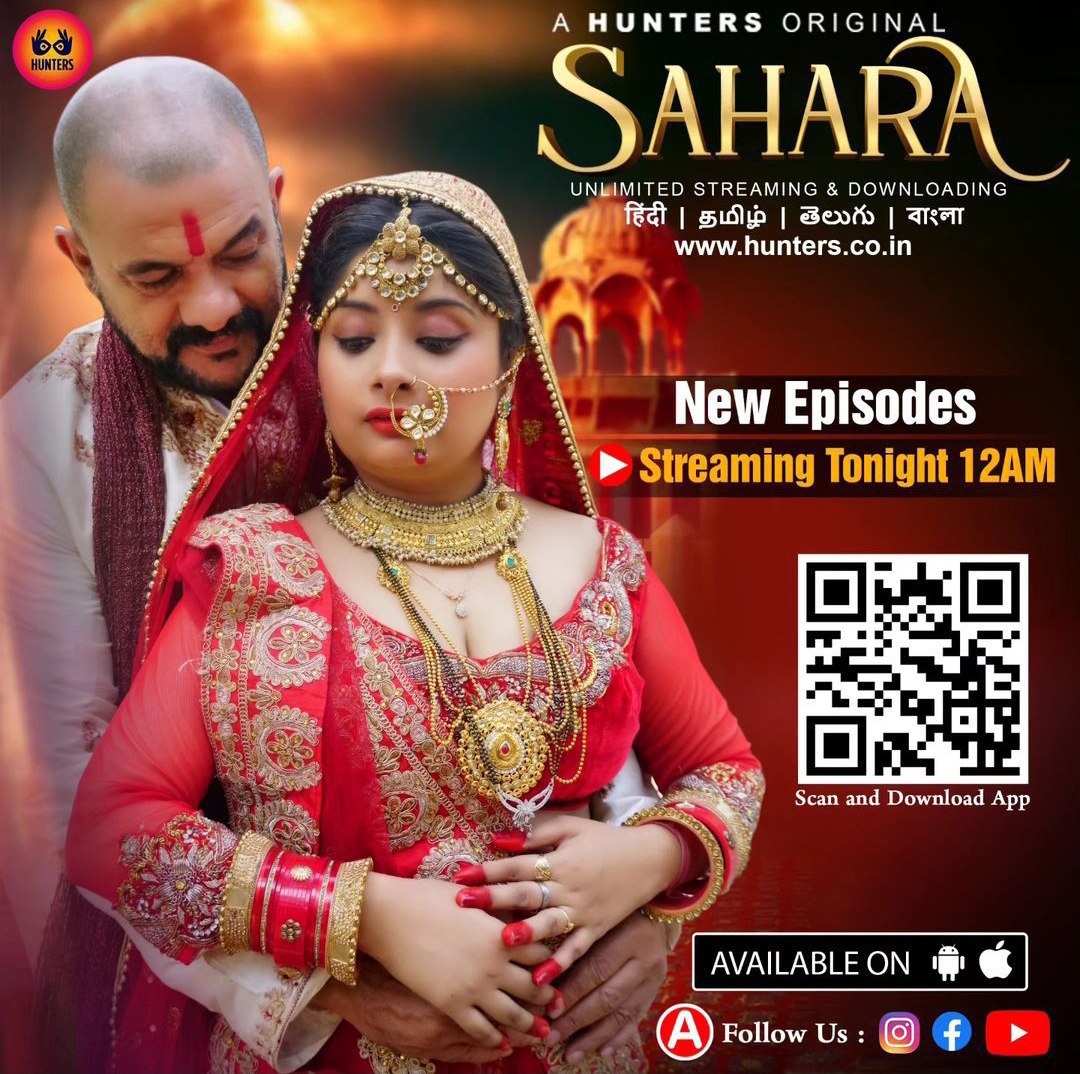 HUNTERS
A HUNTERS ORIGINAL
SAHARA
UNLIMITED STREAMING & DOWNLOADING
हिंदी | தமிழ் | తెలుగు | বাংলা
www.hunters.co.in
New Episodes
Streaming Tonight 12AM
Scan and Download App
AVAILABLE ON
A Follow Us :